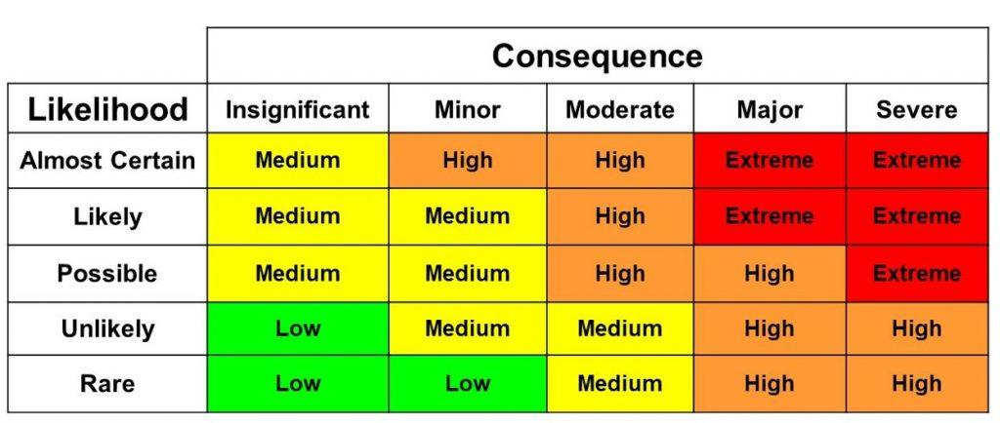 Consequence
Likelihood Insignificant Minor Moderate Major Severe
Almost Certain Medium High High Extreme Extreme
Likely Medium Medium High Extreme Extreme
Possible Medium Medium High High Extreme
Unlikely Low Medium Medium High High
Rare Low Low Medium High High